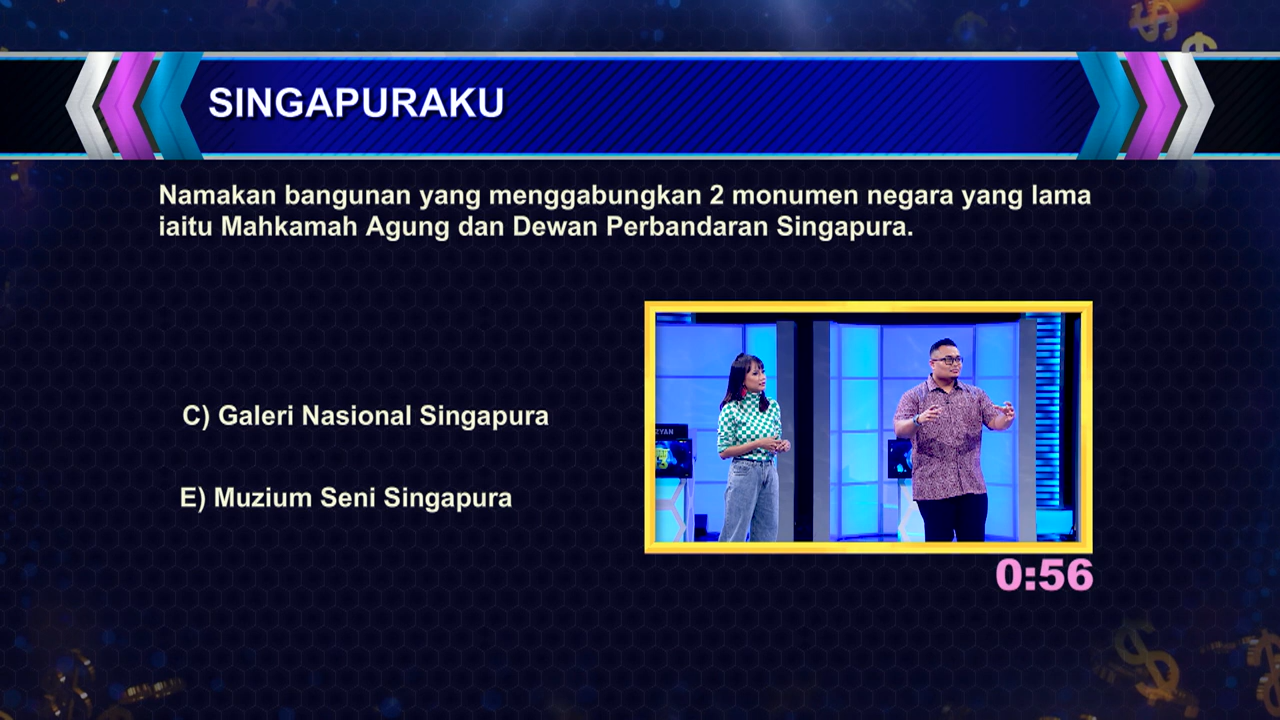 SINGAPURAKU
Namakan bangunan yang menggabungkan 2 monumen negara yang lama
iaitu Mahkamah Agung dan Dewan Perbandaran Singapura.
C) Galeri Nasional Singapura
E) Muzium Seni Singapura
ZYAN
0:56